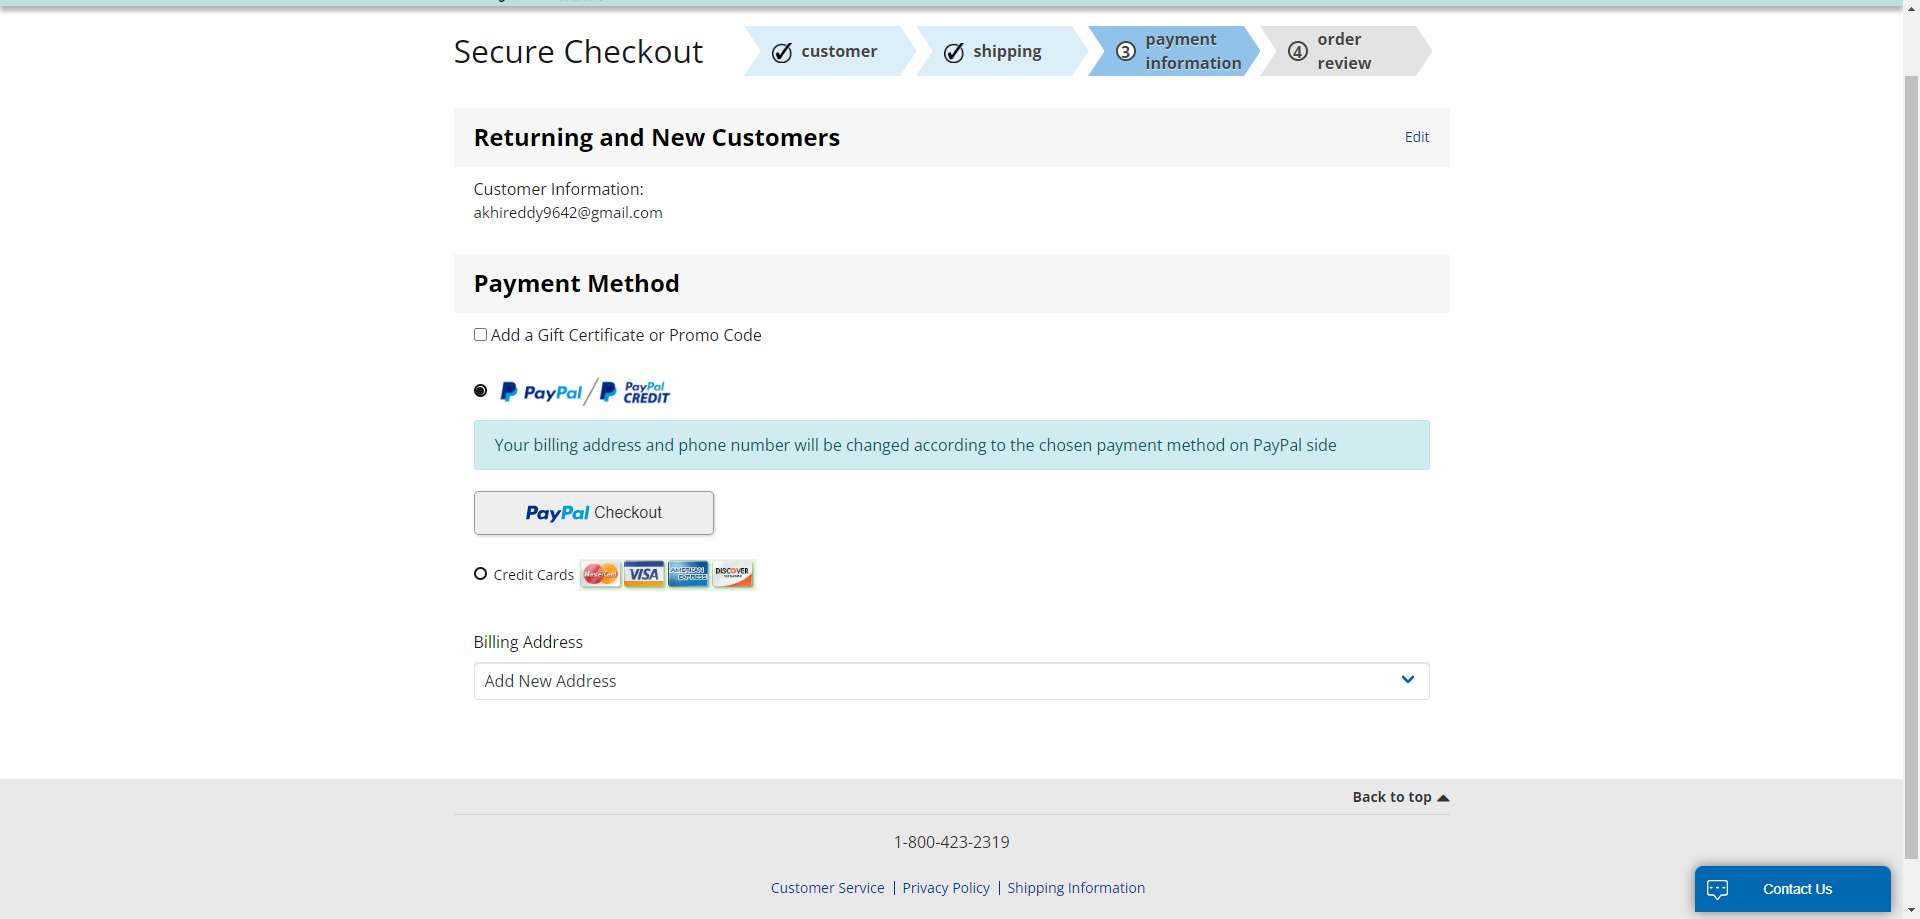 Secure Checkout
customer
shipping
3 payment information
4 order review
Returning and New Customers
Edit
Customer Information:
akhireddy9642@gmail.com
Payment Method
Add a Gift Certificate or Promo Code
PayPal / PayPal CREDIT
Your billing address and phone number will be changed according to the chosen payment method on PayPal side
PayPal Checkout
Credit Cards MasterCard VISA AMERICAN EXPRESS DISCOVER
Billing Address
Add New Address
Back to top
1-800-423-2319
Customer Service | Privacy Policy | Shipping Information
Contact Us